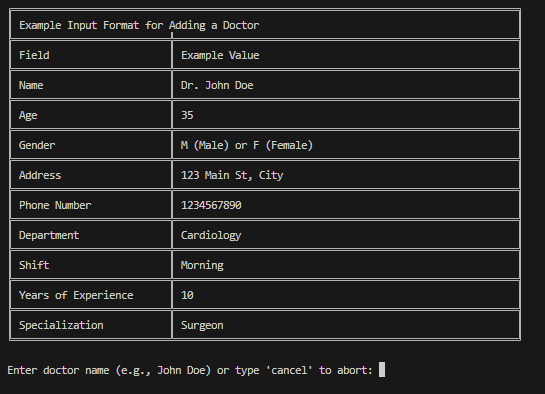 Example Input Format for Adding a Doctor
Field Example Value
Name Dr. John Doe
Age 35
Gender M (Male) or F (Female)
Address 123 Main St, City
Phone Number 1234567890
Department Cardiology
Shift Morning
Years of Experience 10
Specialization Surgeon
Enter doctor name (e.g., John Doe) or type 'cancel' to abort: